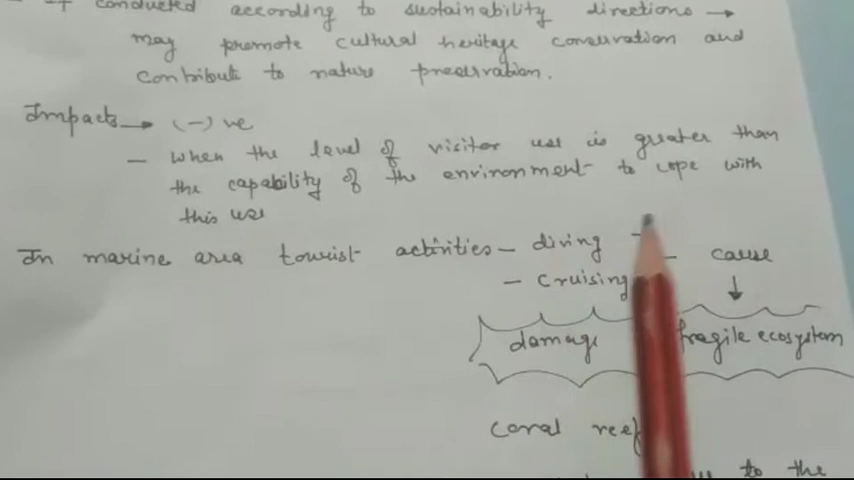 - It conducted according to sustainability directions →
may promote cultural heritage conservation and
contribute to nature preservation.
Impacts → (-) ve
- When the level of visitor use is greater than
the capability of the environment to cope with
this use
In marine area tourist activities - diving - cause
- cruising ↓
damage fragile ecosystem
coral reef
to the